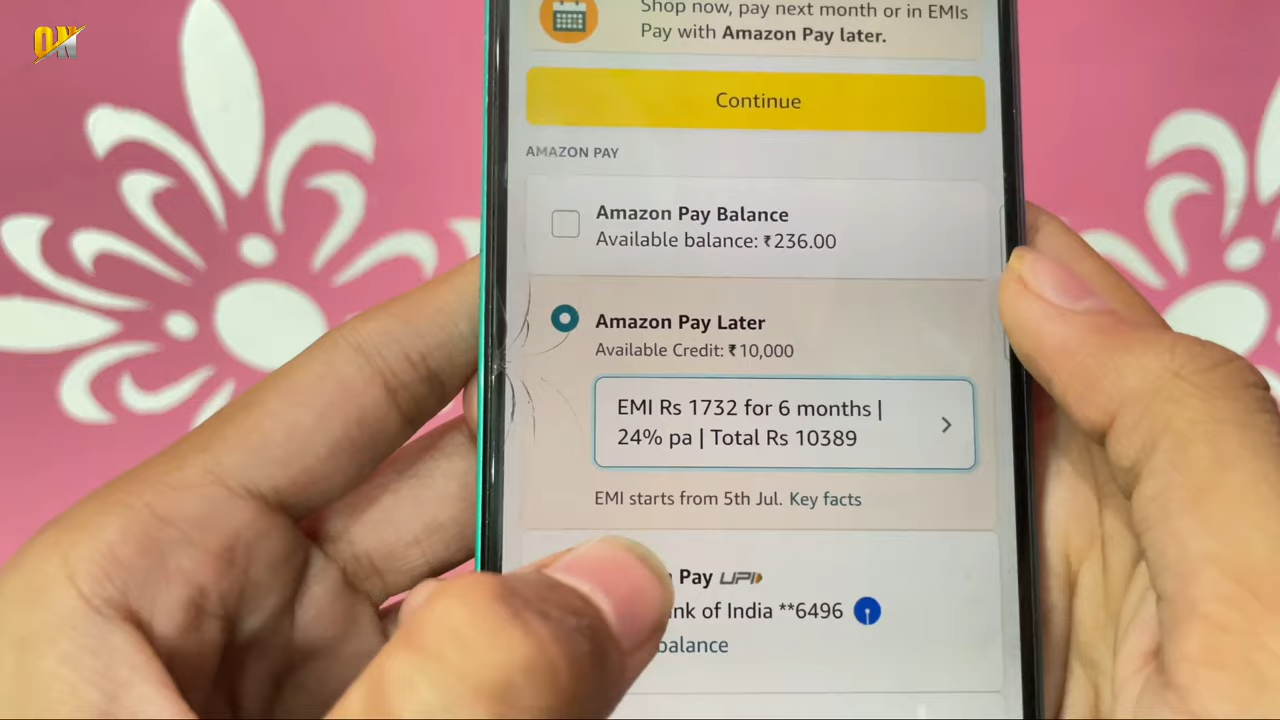 ON
Shop now, pay next month or in EMIs
Pay with Amazon Pay later.
Continue
AMAZON PAY
Amazon Pay Balance
Available balance: ₹236.00
Amazon Pay Later
Available Credit: ₹10,000
EMI Rs 1732 for 6 months |
24% pa | Total Rs 10389
EMI starts from 5th Jul. Key facts
Pay UPI
of India **6496
balance